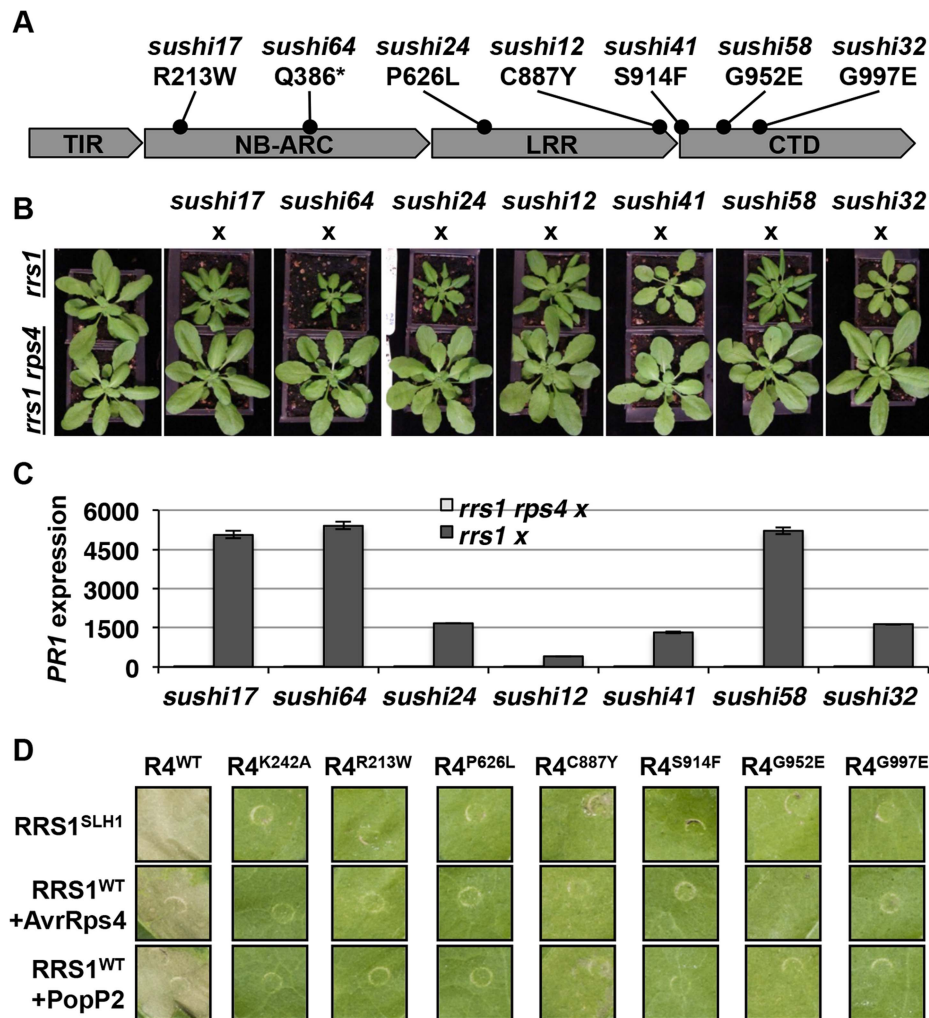 A
sushi17 sushi64 sushi24 sushi12 sushi41 sushi58 sushi32
R213W Q386* P626L C887Y S914F G952E G997E
TIR NB-ARC LRR CTD
B
sushi17 sushi64 sushi24 sushi12 sushi41 sushi58 sushi32
x x x x x x x
rrs1
rrs1 rps4
C
PR1 expression
6000
4500
3000
1500
0
rrs1 rps4 x
rrs1 x
sushi17 sushi64 sushi24 sushi12 sushi41 sushi58 sushi32
D
R4WT R4K242A R4R213W R4P626L R4C887Y R4S914F R4G952E R4G997E
RRS1SLH1
RRS1WT
+AvrRps4
RRS1WT
+PopP2